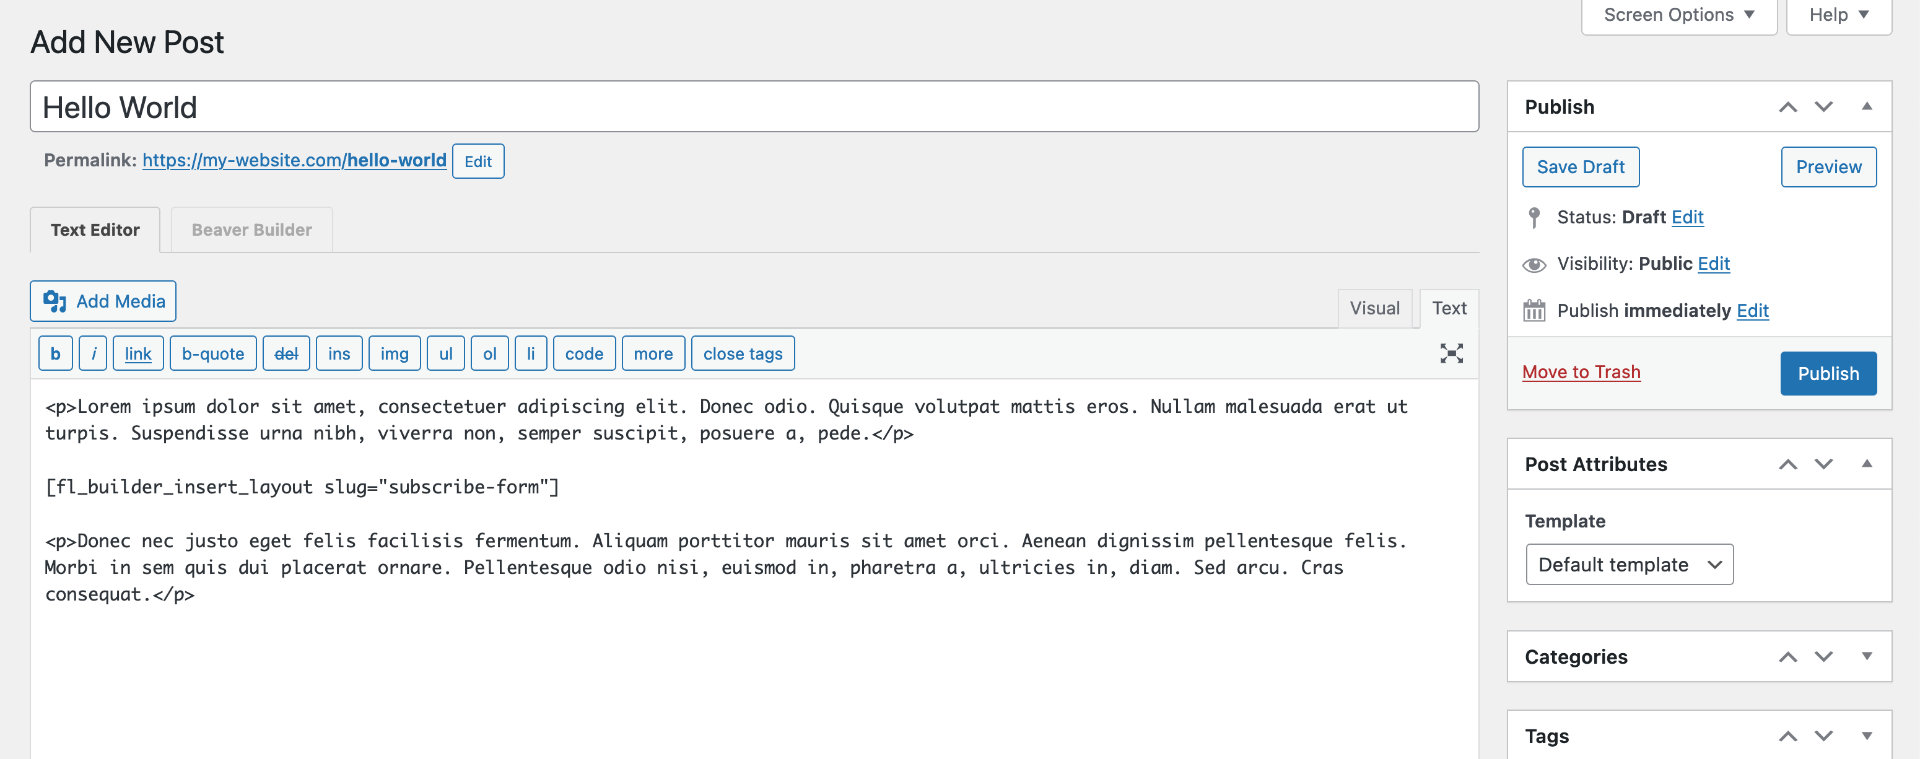 Screen Options Help
Add New Post
Hello World
Permalink: https://my-website.com/hello-world Edit
Text Editor Beaver Builder
Add Media
Visual Text
b i link b-quote del ins img ul ol li code more close tags
<p>Lorem ipsum dolor sit amet, consectetuer adipiscing elit. Donec odio. Quisque volutpat mattis eros. Nullam malesuada erat ut
turpis. Suspendisse urna nibh, viverra non, semper suscipit, posuere a, pede.</p>
[fl_builder_insert_layout slug="subscribe-form"]
<p>Donec nec justo eget felis facilisis fermentum. Aliquam porttitor mauris sit amet orci. Aenean dignissim pellentesque felis.
Morbi in sem quis dui placerat ornare. Pellentesque odio nisi, euismod in, pharetra a, ultricies in, diam. Sed arcu. Cras
consequat.</p>
Publish
Save Draft Preview
Status: Draft Edit
Visibility: Public Edit
Publish immediately Edit
Move to Trash Publish
Post Attributes
Template
Default template
Categories
Tags